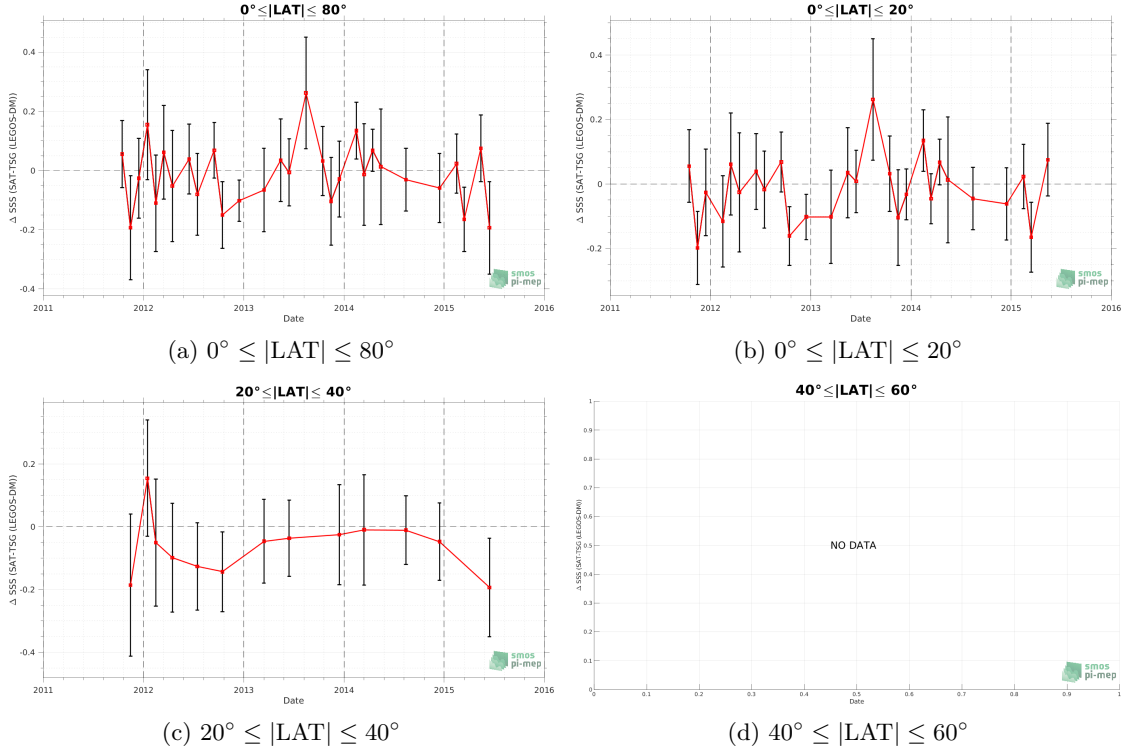 0°≤|LAT|≤ 80°
Δ SSS (SAT-TSG (LEGOS-DM))
0.4
0.2
0
-0.2
-0.4
2011
2012
2013
2014
2015
2016
Date
smos
pi-mep
(a) 0° ≤ |LAT| ≤ 80°
0°≤|LAT|≤ 20°
Δ SSS (SAT-TSG (LEGOS-DM))
0.4
0.2
0
-0.2
2011
2012
2013
2014
2015
2016
Date
smos
pi-mep
(b) 0° ≤ |LAT| ≤ 20°
20°≤|LAT|≤ 40°
Δ SSS (SAT-TSG (LEGOS-DM))
0.2
0
-0.2
-0.4
2011
2012
2013
2014
2015
2016
Date
smos
pi-mep
(c) 20° ≤ |LAT| ≤ 40°
40°≤|LAT|≤ 60°
Δ SSS (SAT-TSG (LEGOS-DM))
1
0.9
0.8
0.7
0.6
0.5
0.4
0.3
0.2
0.1
0
NO DATA
0
0.1
0.2
0.3
0.4
0.5
0.6
0.7
0.8
0.9
1
Date
smos
pi-mep
(d) 40° ≤ |LAT| ≤ 60°